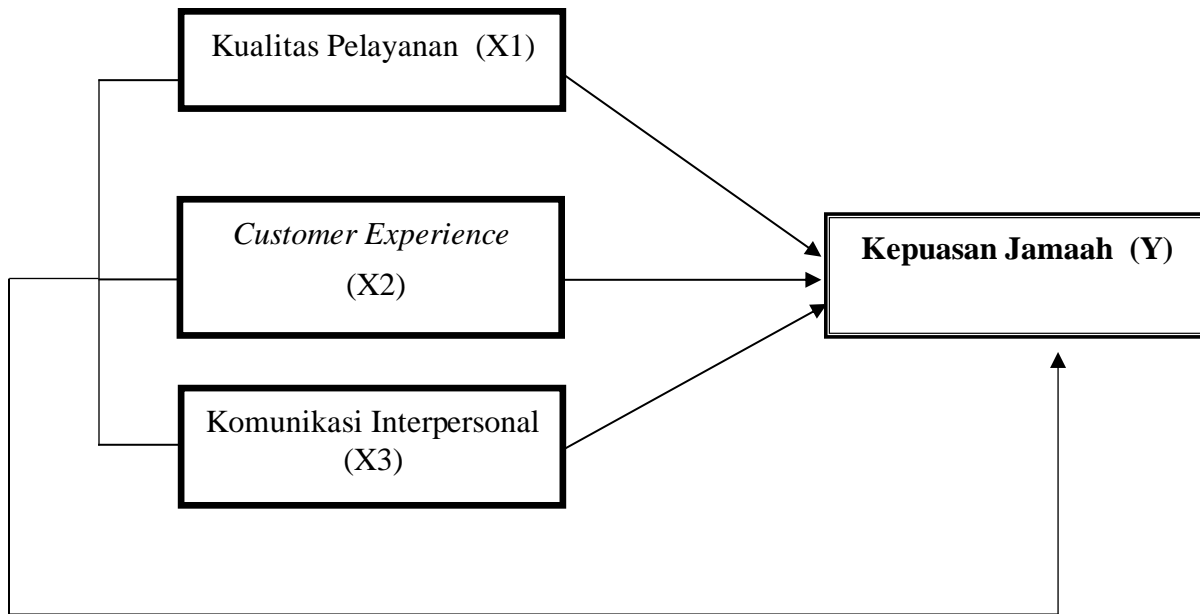 Kualitas Pelayanan (X1)
Customer Experience
(X2)
Kepuasan Jamaah (Y)
Komunikasi Interpersonal
(X3)